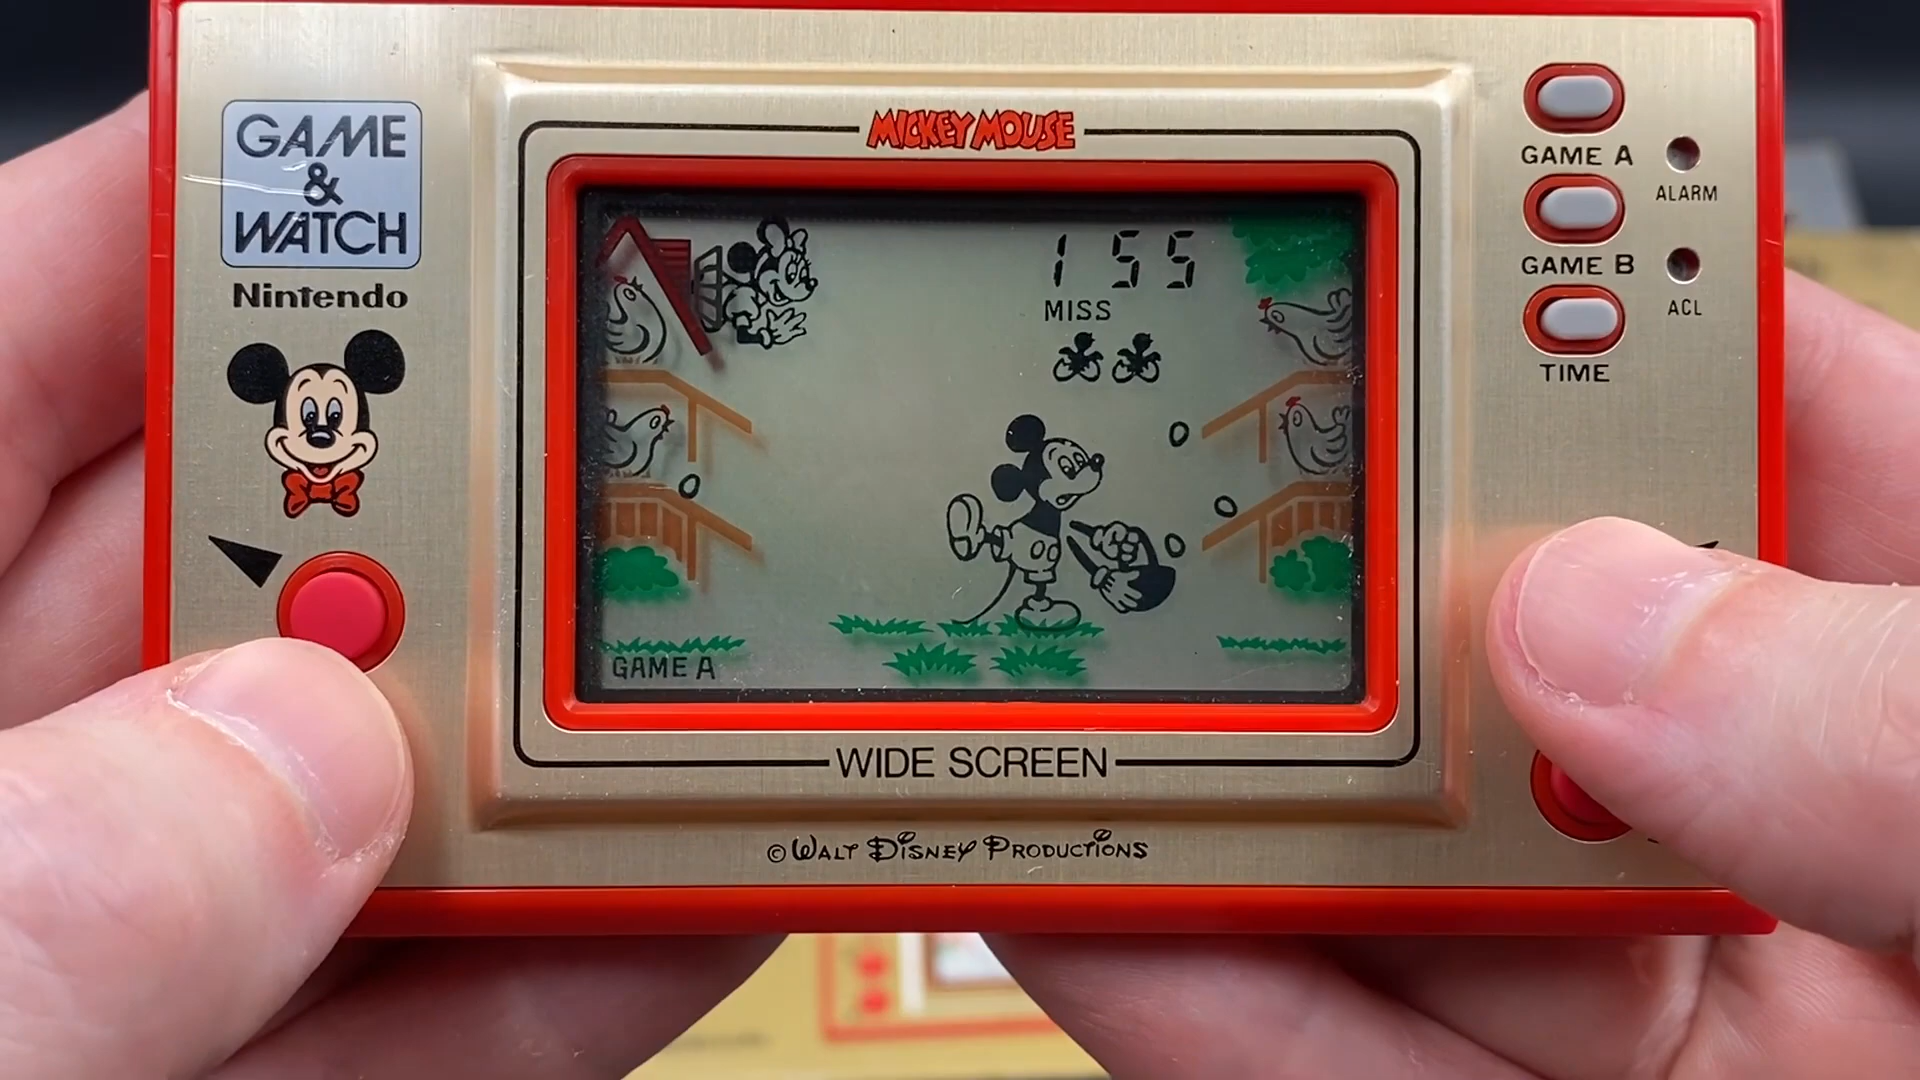 GAME
&
WATCH
Nintendo
MICKEY MOUSE
155
MISS
GAME A
WIDE SCREEN
© WALT DISNEY PRODUCTIONS
GAME A
ALARM
GAME B
ACL
TIME